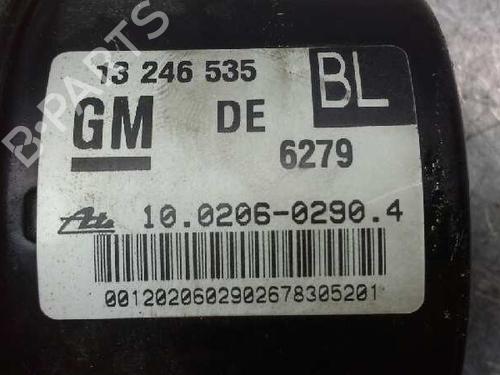 13 246 535
BL
GM
DE
6279
Ate 10.0206-0290.4
0012020602902678305201
B-PARTS